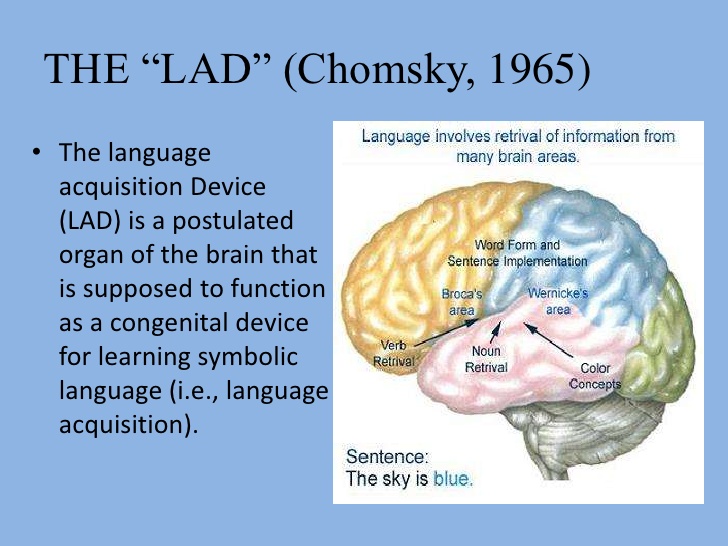 THE “LAD” (Chomsky, 1965)
• The language
acquisition Device
(LAD) is a postulated
organ of the brain that
is supposed to function
as a congenital device
for learning symbolic
language (i.e., language
acquisition).
Language involves retrival of information from
many brain areas.
Word Form and
Sentence Implementation
Broca's
area
Wernicke's
area
Verb
Retrival
Noun
Retrival
Color
Concepts
Sentence:
The sky is blue.